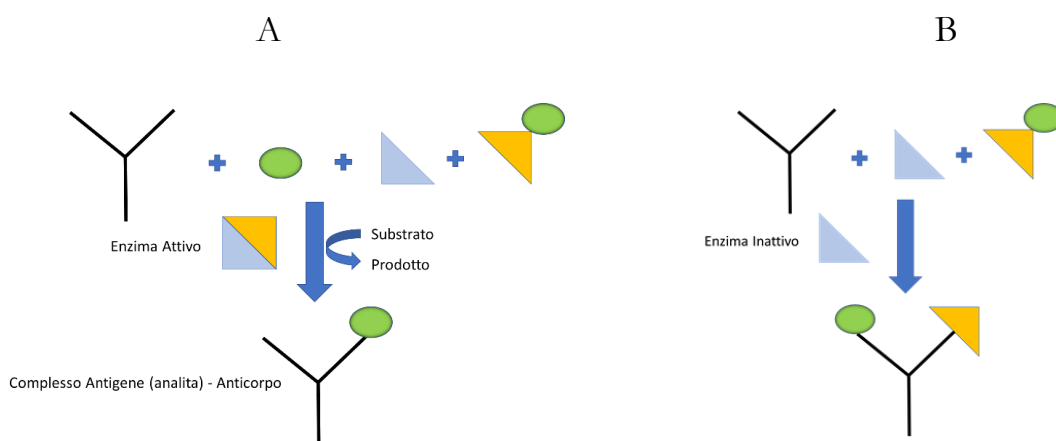 A
B
Enzima Attivo
Substrato
Prodotto
Enzima Inattivo
Complesso Antigene (analita) - Anticorpo